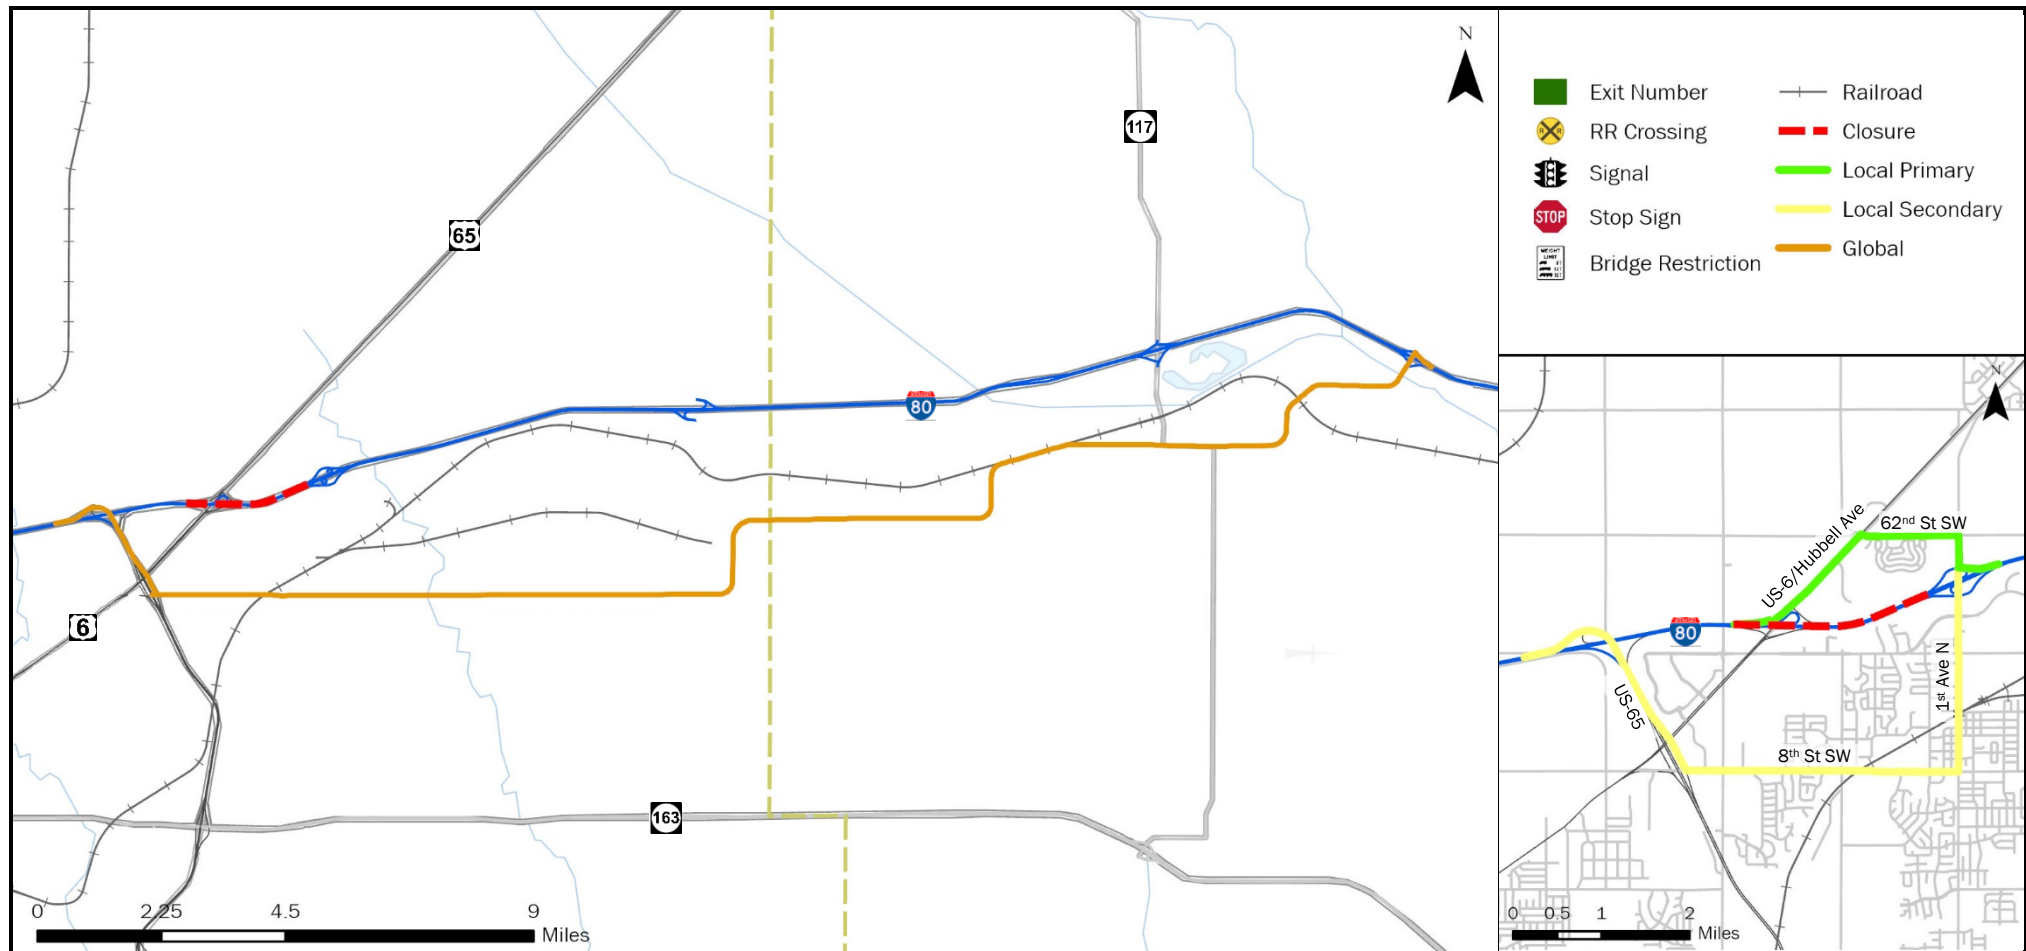 N
117
65
80
6
163
0 2.25 4.5 9
Miles
Exit Number
RR Crossing
Signal
STOP
Stop Sign
WEIGHT
LIMIT
Bridge Restriction
Railroad
Closure
Local Primary
Local Secondary
Global
N
US-6/Hubbell Ave
62nd St SW
80
1st Ave N
US-65
8th St SW
0 0.5 1 2
Miles